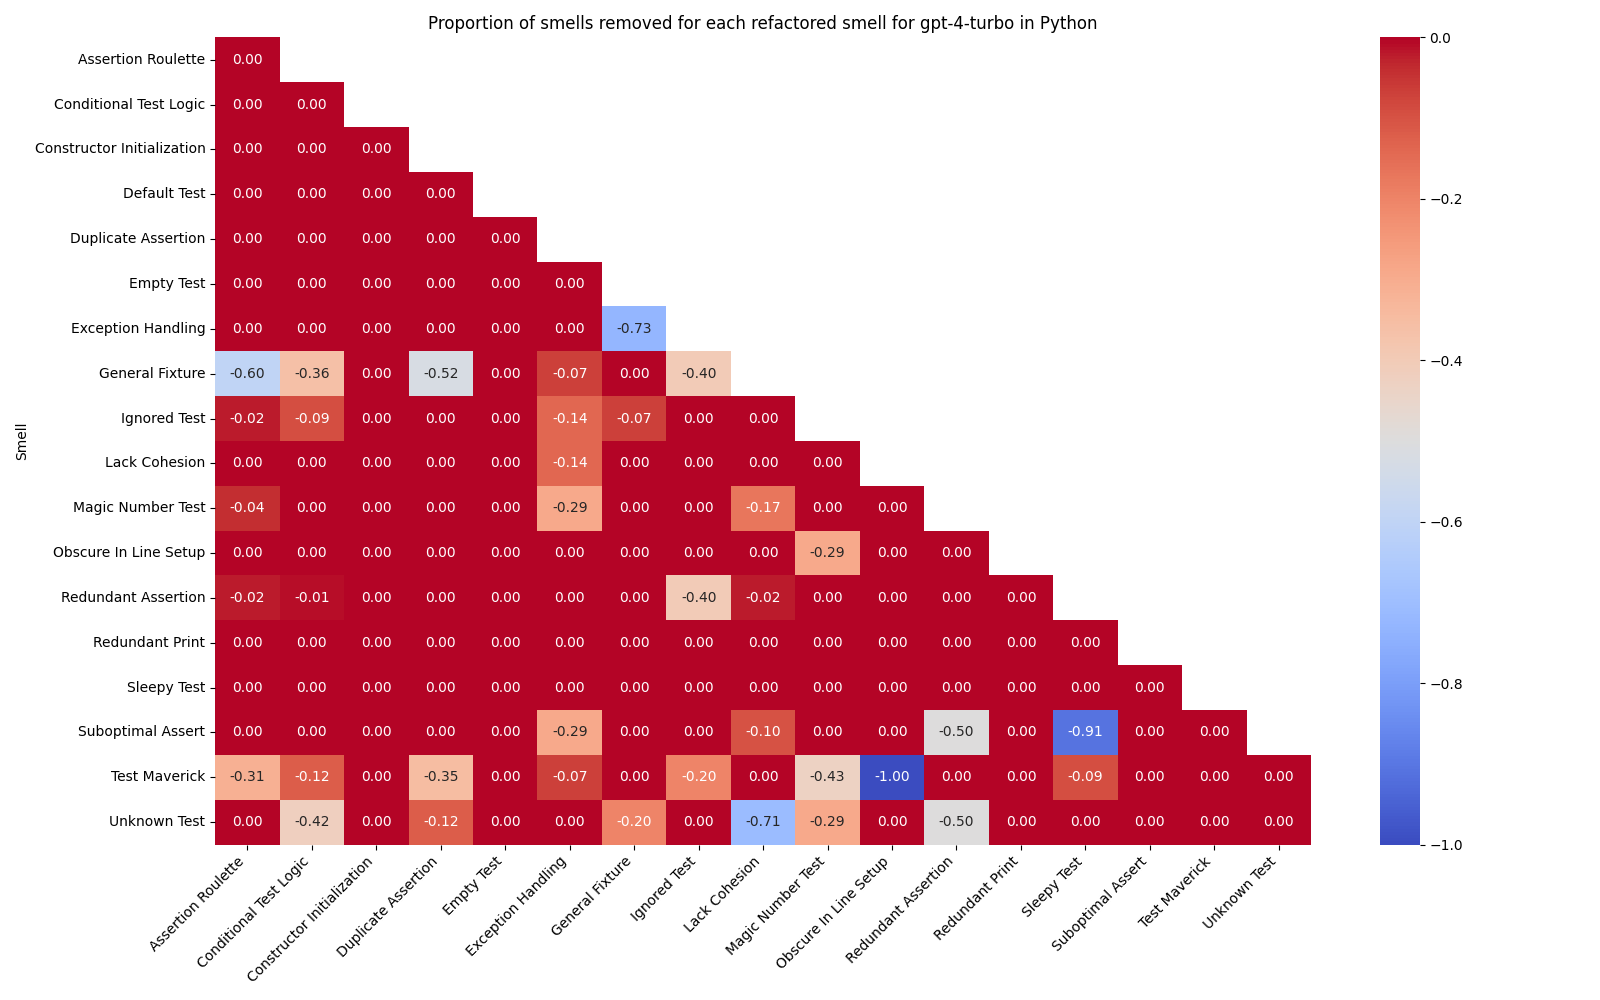 Proportion of smells removed for each refactored smell for gpt-4-turbo in Python
Smell
Assertion Roulette 0.00
Conditional Test Logic 0.00 0.00
Constructor Initialization 0.00 0.00 0.00
Default Test 0.00 0.00 0.00 0.00
Duplicate Assertion 0.00 0.00 0.00 0.00 0.00
Empty Test 0.00 0.00 0.00 0.00 0.00 0.00
Exception Handling 0.00 0.00 0.00 0.00 0.00 0.00 -0.73
General Fixture -0.60 -0.36 0.00 -0.52 0.00 -0.07 0.00 -0.40
Ignored Test -0.02 -0.09 0.00 0.00 0.00 -0.14 -0.07 0.00 0.00
Lack Cohesion 0.00 0.00 0.00 0.00 0.00 -0.14 0.00 0.00 0.00 0.00
Magic Number Test -0.04 0.00 0.00 0.00 0.00 -0.29 0.00 0.00 -0.17 0.00 0.00
Obscure In Line Setup 0.00 0.00 0.00 0.00 0.00 0.00 0.00 0.00 0.00 -0.29 0.00 0.00
Redundant Assertion -0.02 -0.01 0.00 0.00 0.00 0.00 0.00 -0.40 -0.02 0.00 0.00 0.00 0.00
Redundant Print 0.00 0.00 0.00 0.00 0.00 0.00 0.00 0.00 0.00 0.00 0.00 0.00 0.00 0.00
Sleepy Test 0.00 0.00 0.00 0.00 0.00 0.00 0.00 0.00 0.00 0.00 0.00 0.00 0.00 0.00 0.00
Suboptimal Assert 0.00 0.00 0.00 0.00 0.00 -0.29 0.00 0.00 -0.10 0.00 0.00 -0.50 0.00 -0.91 0.00 0.00
Test Maverick -0.31 -0.12 0.00 -0.35 0.00 -0.07 0.00 -0.20 0.00 -0.43 -1.00 0.00 0.00 -0.09 0.00 0.00 0.00
Unknown Test 0.00 -0.42 0.00 -0.12 0.00 0.00 -0.20 0.00 -0.71 -0.29 0.00 -0.50 0.00 0.00 0.00 0.00 0.00
Assertion Roulette
Conditional Test Logic
Constructor Initialization
Duplicate Assertion
Empty Test
Exception Handling
General Fixture
Ignored Test
Lack Cohesion
Magic Number Test
Obscure In Line Setup
Redundant Assertion
Redundant Print
Sleepy Test
Suboptimal Assert
Test Maverick
Unknown Test
0.0
−0.2
−0.4
−0.6
−0.8
−1.0